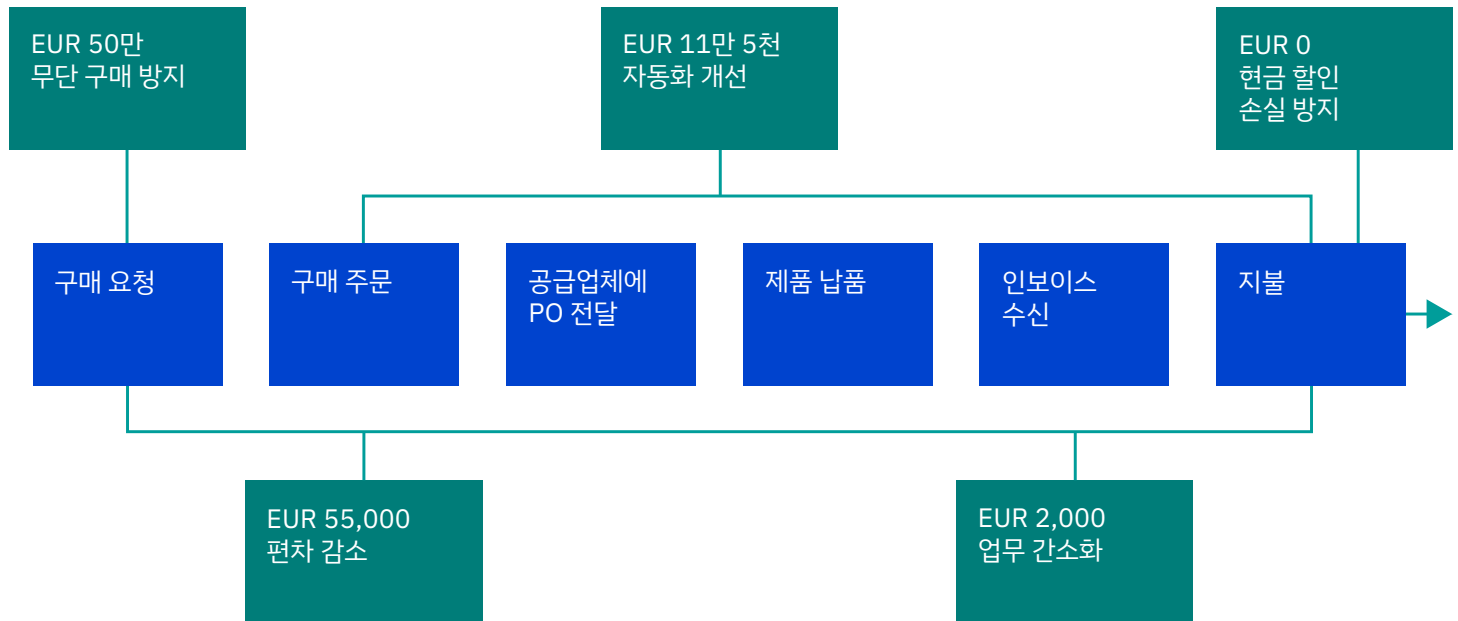 EUR 50만
무단 구매 방지
EUR 11만 5천
자동화 개선
EUR 0
현금 할인
손실 방지
구매 요청
구매 주문
공급업체에
PO 전달
제품 납품
인보이스
수신
지불
EUR 55,000
편차 감소
EUR 2,000
업무 간소화